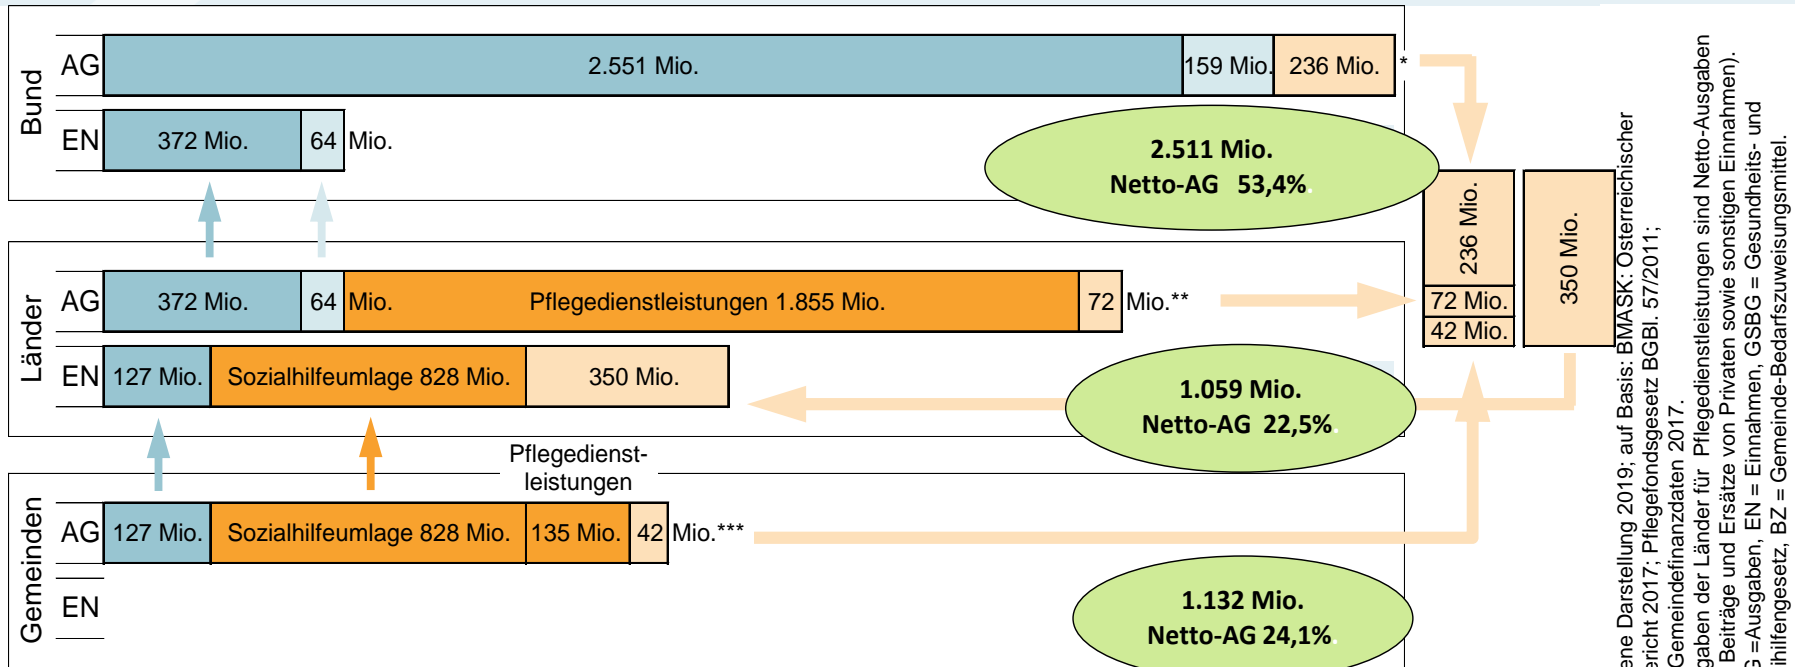 Bund
AG
2.551 Mio.
159 Mio.
236 Mio.
*
EN
372 Mio.
64 Mio.
2.511 Mio.
Netto-AG 53,4%.
Länder
AG
372 Mio.
64 Mio.
Pflegedienstleistungen 1.855 Mio.
72 Mio.**
EN
127 Mio.
Sozialhilfeumlage 828 Mio.
350 Mio.
1.059 Mio.
Netto-AG 22,5%.
236 Mio.
72 Mio.
42 Mio.
350 Mio.
Gemeinden
Pflegedienst-
leistungen
AG
127 Mio.
Sozialhilfeumlage 828 Mio.
135 Mio.
42 Mio.***
EN
1.132 Mio.
Netto-AG 24,1%.
ene Darstellung 2019; auf Basis: BMASK: Österreichischer
ericht 2017; Pflegefondsgesetz BGBl. 57/2011;
Gemeindefinanzdaten 2017.
gaben der Länder für Pflegedienstleistungen sind Netto-Ausgaben
Beiträge und Ersätze von Privaten sowie sonstigen Einnahmen).
G =Ausgaben, EN = Einnahmen, GSBG = Gesundheits- und
ihilfengesetz, BZ = Gemeinde-Bedarfszuweisungsmittel.